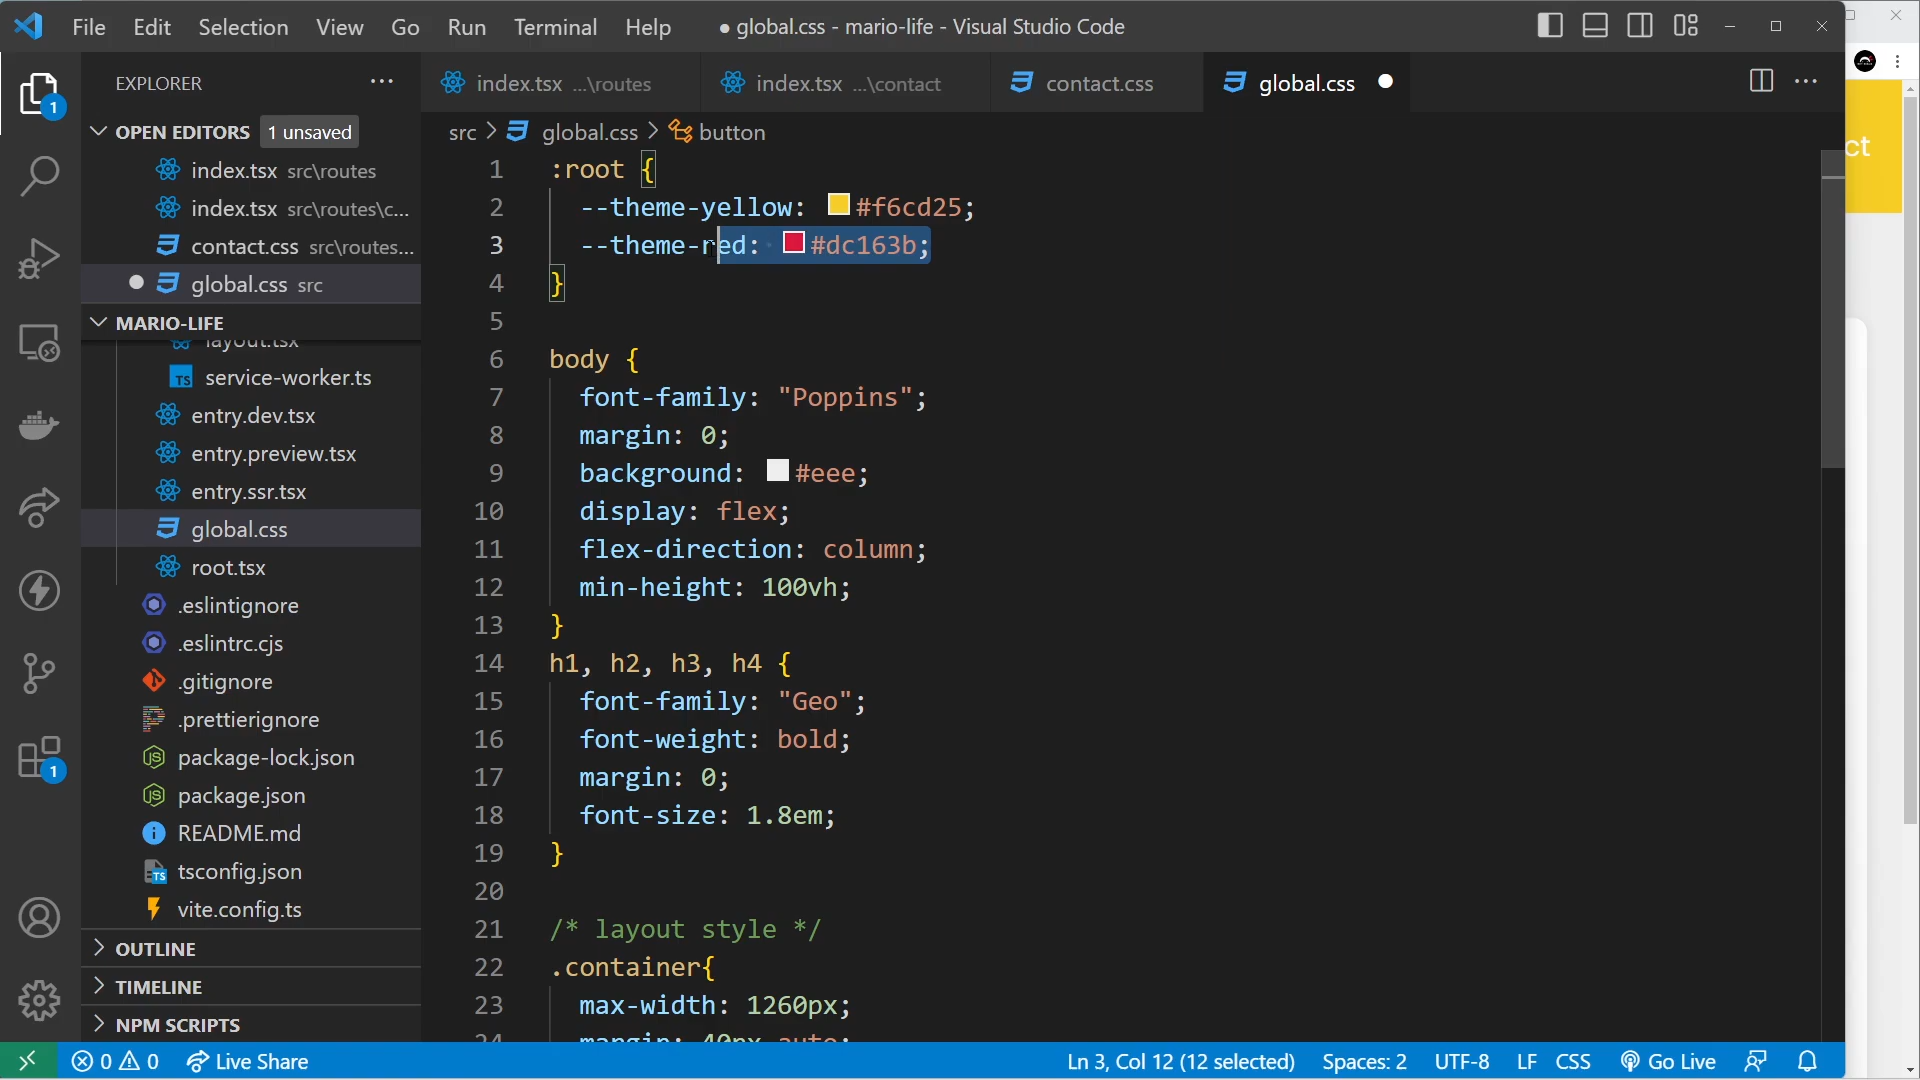 File Edit Selection View Go Run Terminal Help
● global.css - mario-life - Visual Studio Code
EXPLORER
index.tsx ...\routes
index.tsx ...\contact
contact.css
global.css
OPEN EDITORS 1 unsaved
index.tsx src\routes
index.tsx src\routes\c...
contact.css src\routes...
global.css src
MARIO-LIFE
layout.tsx
service-worker.ts
entry.dev.tsx
entry.preview.tsx
entry.ssr.tsx
global.css
root.tsx
.eslintignore
.eslintrc.cjs
.gitignore
.prettierignore
package-lock.json
package.json
README.md
tsconfig.json
vite.config.ts
OUTLINE
TIMELINE
NPM SCRIPTS
1
1
src > global.css > button
1 :root {
2 --theme-yellow: #f6cd25;
3 --theme-red: #dc163b;
4 }
5
6 body {
7 font-family: "Poppins";
8 margin: 0;
9 background: #eee;
10 display: flex;
11 flex-direction: column;
12 min-height: 100vh;
13 }
14 h1, h2, h3, h4 {
15 font-family: "Geo";
16 font-weight: bold;
17 margin: 0;
18 font-size: 1.8em;
19 }
20
21 /* layout style */
22 .container{
23 max-width: 1260px;
24 margin: 40px auto;
ct
0 0 Live Share
Ln 3, Col 12 (12 selected) Spaces: 2 UTF-8 LF CSS Go Live